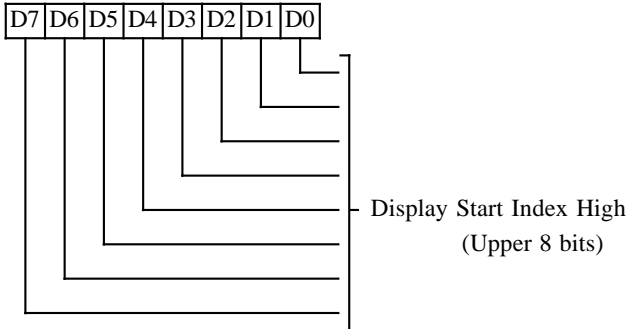 D7 D6 D5 D4 D3 D2 D1 D0
Display Start Index High
(Upper 8 bits)